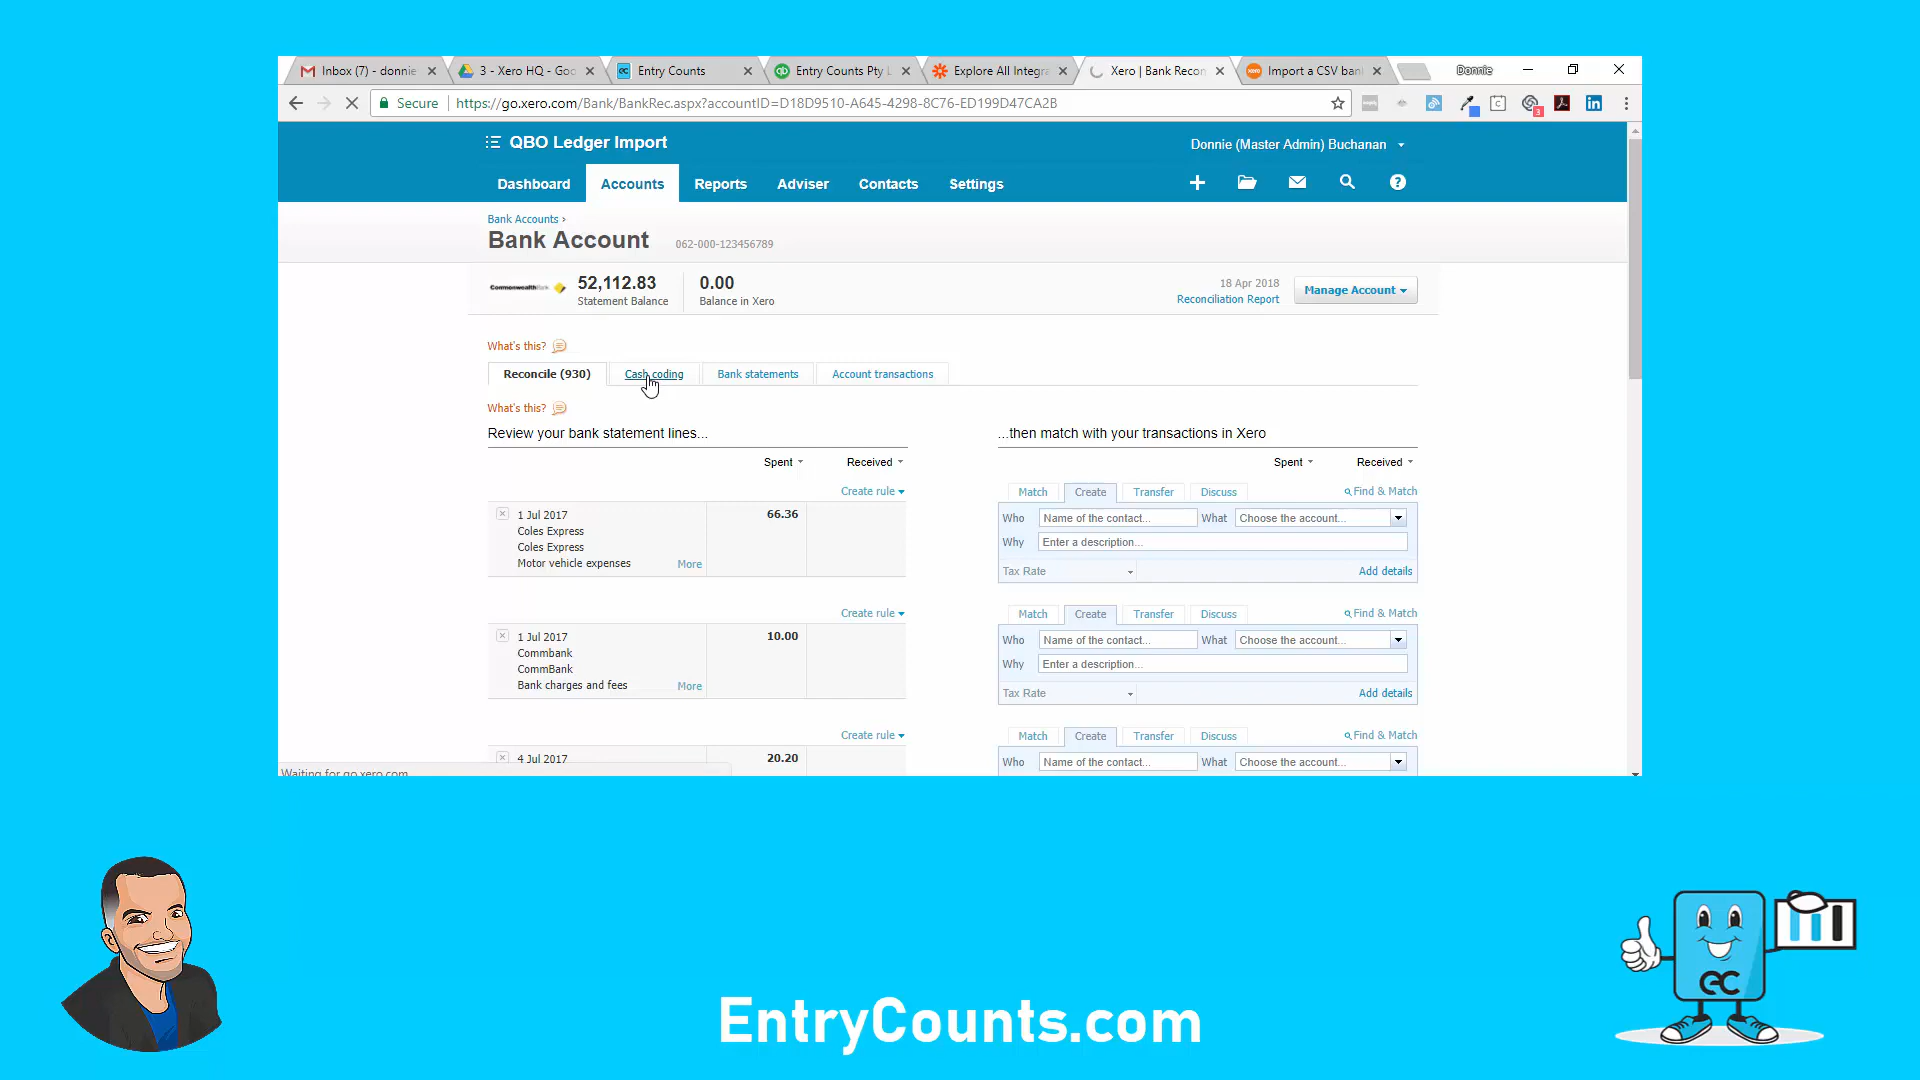 Inbox (7) - donnie
3 - Xero HQ - Goo
Entry Counts
Entry Counts Pty L
Explore All Integra
Xero | Bank Recon
Import a CSV ban
Donnie
Secure
https://go.xero.com/Bank/BankRec.aspx?accountID=D18D9510-A645-4298-8C76-ED199D47CA2B
QBO Ledger Import
Donnie (Master Admin) Buchanan
Dashboard
Accounts
Reports
Adviser
Contacts
Settings
Bank Accounts ›
Bank Account 062-000-123456789
CommonwealthBank
52,112.83
Statement Balance
0.00
Balance in Xero
18 Apr 2018
Reconciliation Report
Manage Account
What's this?
Reconcile (930)
Cash coding
Bank statements
Account transactions
What's this?
Review your bank statement lines...
...then match with your transactions in Xero
Spent Received
Spent Received
Create rule
Match Create Transfer Discuss Find & Match
1 Jul 2017 66.36
Coles Express
Coles Express
Motor vehicle expenses More
Who Name of the contact... What Choose the account...
Why Enter a description...
Tax Rate Add details
Create rule
Match Create Transfer Discuss Find & Match
1 Jul 2017 10.00
Commbank
CommBank
Bank charges and fees More
Who Name of the contact... What Choose the account...
Why Enter a description...
Tax Rate Add details
Create rule
Match Create Transfer Discuss Find & Match
4 Jul 2017 20.20
Who Name of the contact... What Choose the account...
Waiting for go.xero.com
ec
EntryCounts.com